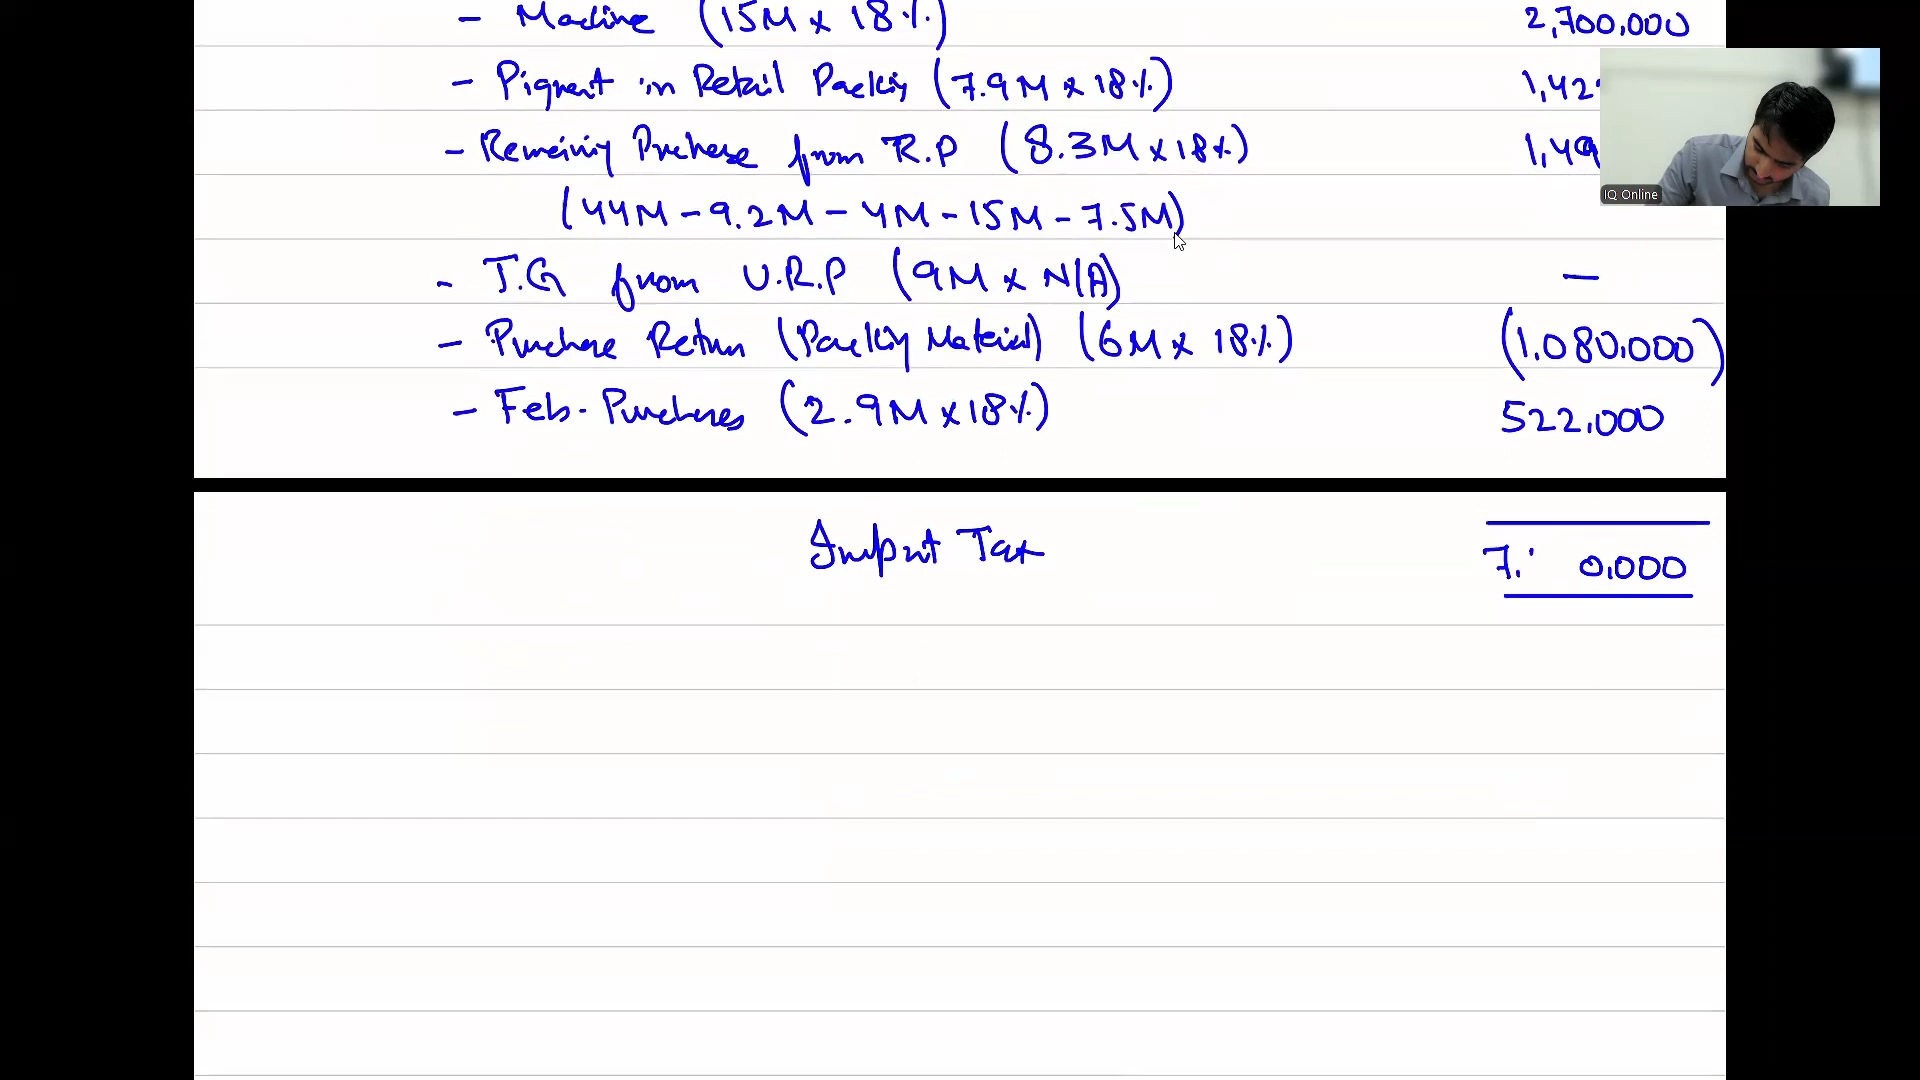 - Machine (15M x 18%) 2,700,000
- Pigment in Retail Packing (7.9M x 18%) 1,42
- Remaining Purchase from R.P (8.3M x 18%) 1,49
IQ Online
(44M - 9.2M - 4M - 15M - 7.5M)
- T.G from U.R.P (9M x N/A) —
- Purchase Return (Packing Material) (6M x 18%) (1,080,000)
- Feb. Purchases (2.9M x 18%) 522,000
Input Tax 0,000